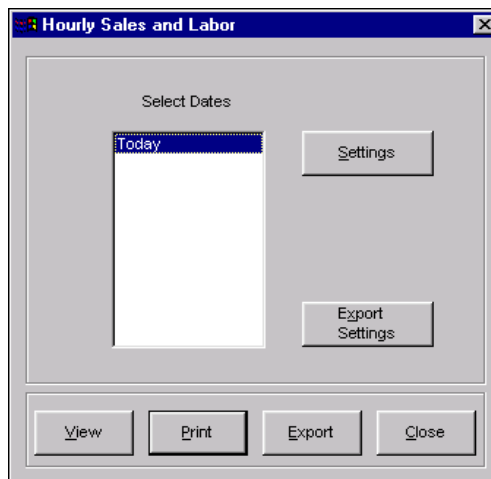 Hourly Sales and Labor
Select Dates
Today
Settings
Export
Settings
View
Print
Export
Close